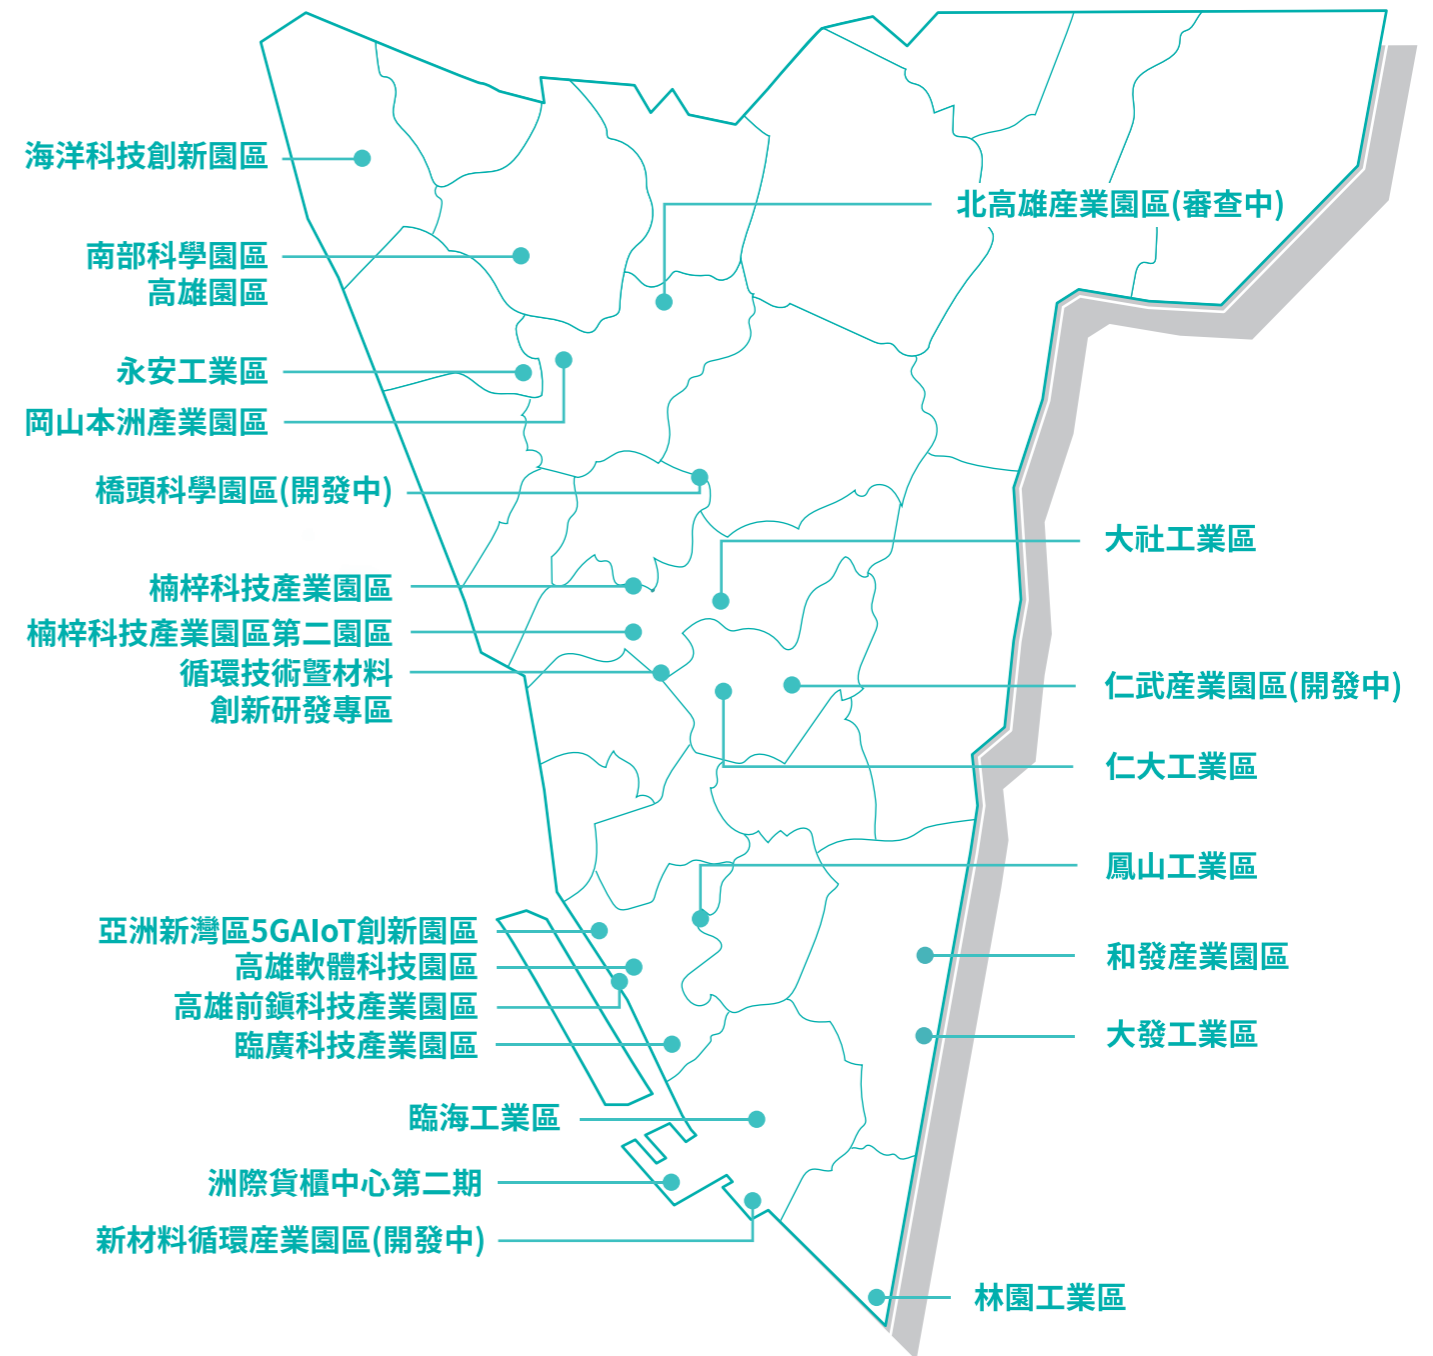 海洋科技創新園區
南部科學園區
高雄園區
永安工業區
岡山本洲產業園區
橋頭科學園區(開發中)
楠梓科技產業園區
楠梓科技產業園區第二園區
循環技術暨材料
創新研發專區
亞洲新灣區5GAIoT創新園區
高雄軟體科技園區
高雄前鎮科技產業園區
臨廣科技產業園區
臨海工業區
洲際貨櫃中心第二期
新材料循環產業園區(開發中)
北高雄產業園區(審查中)
大社工業區
仁武產業園區(開發中)
仁大工業區
鳳山工業區
和發產業園區
大發工業區
林園工業區